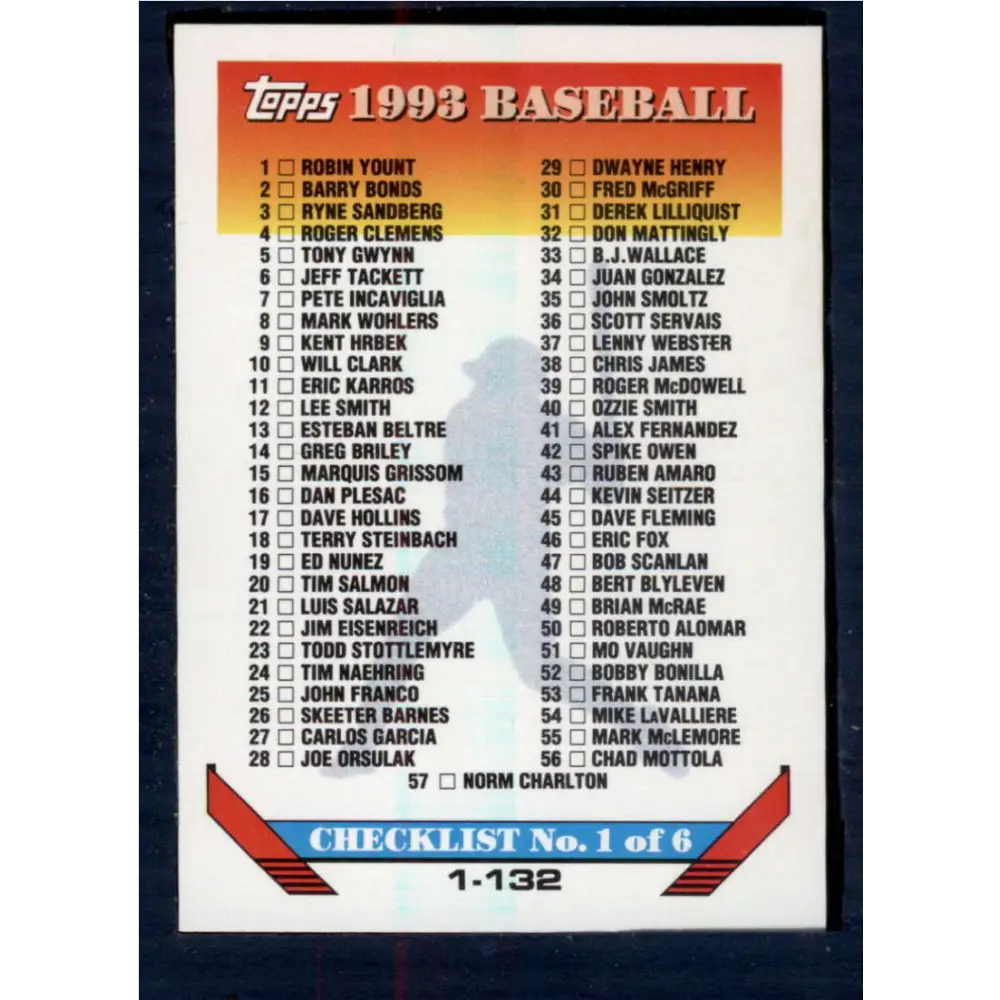 topps 1993 BASEBALL
1 □ ROBIN YOUNT
2 □ BARRY BONDS
3 □ RYNE SANDBERG
4 □ ROGER CLEMENS
5 □ TONY GWYNN
6 □ JEFF TACKETT
7 □ PETE INCAVIGLIA
8 □ MARK WOHLERS
9 □ KENT HRBEK
10 □ WILL CLARK
11 □ ERIC KARROS
12 □ LEE SMITH
13 □ ESTEBAN BELTRE
14 □ GREG BRILEY
15 □ MARQUIS GRISSOM
16 □ DAN PLESAC
17 □ DAVE HOLLINS
18 □ TERRY STEINBACH
19 □ ED NUNEZ
20 □ TIM SALMON
21 □ LUIS SALAZAR
22 □ JIM EISENREICH
23 □ TODD STOTTLEMYRE
24 □ TIM NAEHRING
25 □ JOHN FRANCO
26 □ SKEETER BARNES
27 □ CARLOS GARCIA
28 □ JOE ORSULAK
29 □ DWAYNE HENRY
30 □ FRED McGRIFF
31 □ DEREK LILLIQUIST
32 □ DON MATTINGLY
33 □ B.J.WALLACE
34 □ JUAN GONZALEZ
35 □ JOHN SMOLTZ
36 □ SCOTT SERVAIS
37 □ LENNY WEBSTER
38 □ CHRIS JAMES
39 □ ROGER McDOWELL
40 □ OZZIE SMITH
41 □ ALEX FERNANDEZ
42 □ SPIKE OWEN
43 □ RUBEN AMARO
44 □ KEVIN SEITZER
45 □ DAVE FLEMING
46 □ ERIC FOX
47 □ BOB SCANLAN
48 □ BERT BLYLEVEN
49 □ BRIAN McRAE
50 □ ROBERTO ALOMAR
51 □ MO VAUGHN
52 □ BOBBY BONILLA
53 □ FRANK TANANA
54 □ MIKE LaVALLIERE
55 □ MARK McLEMORE
56 □ CHAD MOTTOLA
57 □ NORM CHARLTON
CHECKLIST No. 1 of 6
1-132